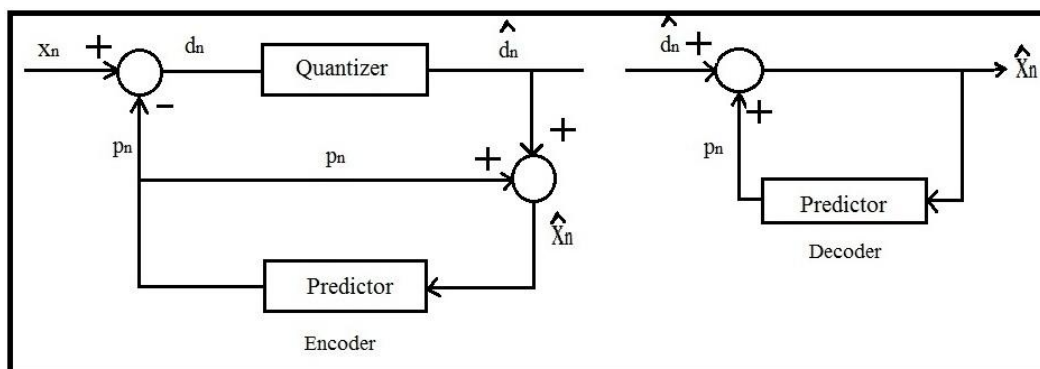 xn + dn Quantizer d̂n
−
pn pn + +
x̂n
Predictor
Encoder
d̂n + x̂n
+
pn
Predictor
Decoder